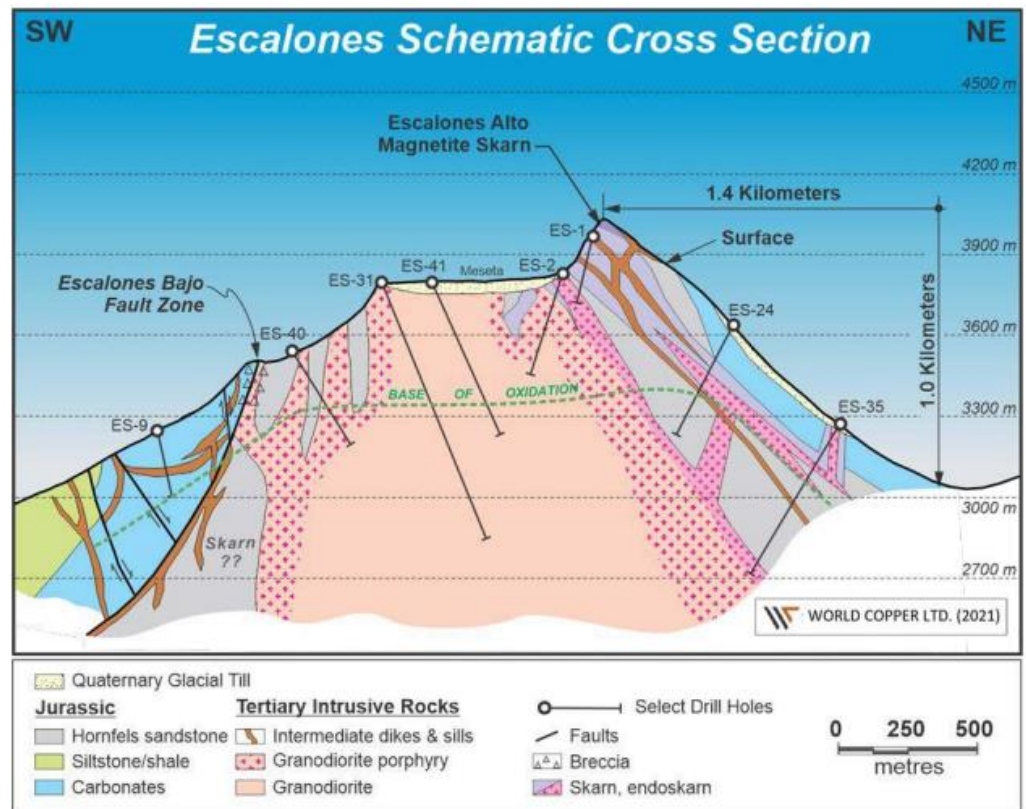 SW
Escalones Schematic Cross Section
NE
4500 m
Escalones Alto
Magnetite Skarn
4200 m
1.4 Kilometers
ES-1
Surface
3900 m
ES-31
ES-41
Meseta
ES-2
Escalones Bajo
Fault Zone
ES-24
ES-40
3600 m
1.0 Kilometers
BASE OF OXIDATION
ES-9
ES-35
3300 m
3000 m
Skarn
??
2700 m
WORLD COPPER LTD. (2021)
Quaternary Glacial Till
Jurassic
Hornfels sandstone
Siltstone/shale
Carbonates
Tertiary Intrusive Rocks
Intermediate dikes & sills
Granodiorite porphyry
Granodiorite
Select Drill Holes
Faults
Breccia
Skarn, endoskarn
0 250 500
metres